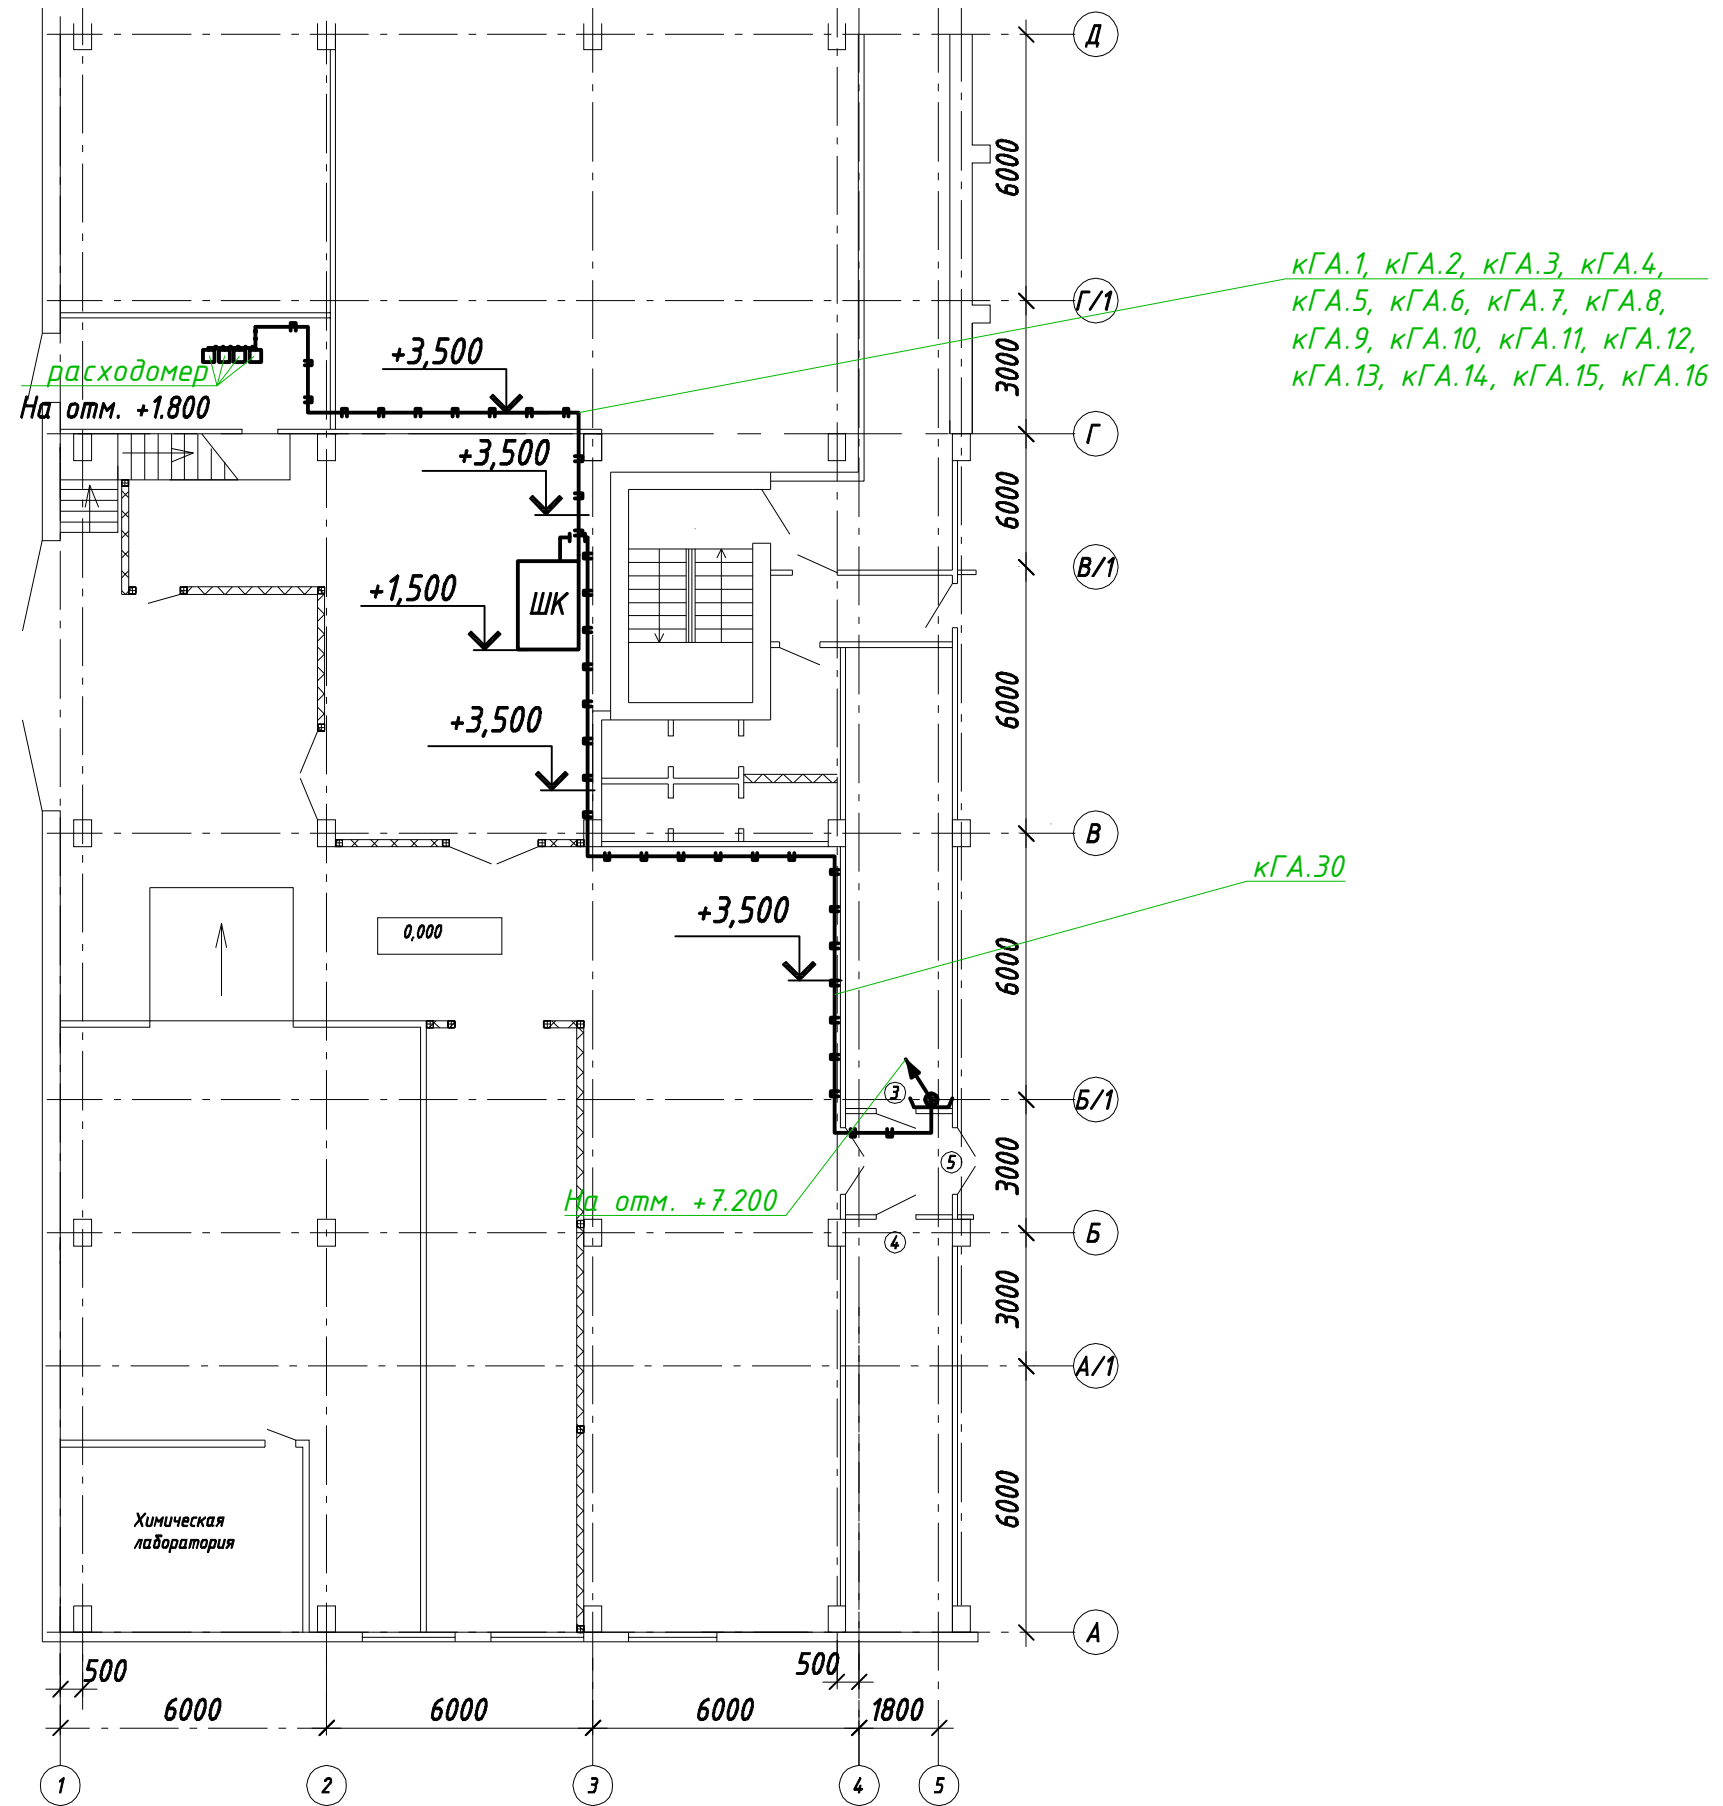 Д
6000
кГА.1, кГА.2, кГА.3, кГА.4,
кГА.5, кГА.6, кГА.7, кГА.8,
кГА.9, кГА.10, кГА.11, кГА.12,
кГА.13, кГА.14, кГА.15, кГА.16
Г/1
+3,500
3000
расходомер
На отм. +1.800
Г
+3,500
6000
В/1
+1,500
ШК
6000
+3,500
В
кГА.30
+3,500
0,000
6000
3
Б/1
5
3000
На отм. +7.200
4
Б
3000
А/1
6000
Химическая
лаборатория
А
500
500
6000
6000
6000
1800
1
2
3
4
5